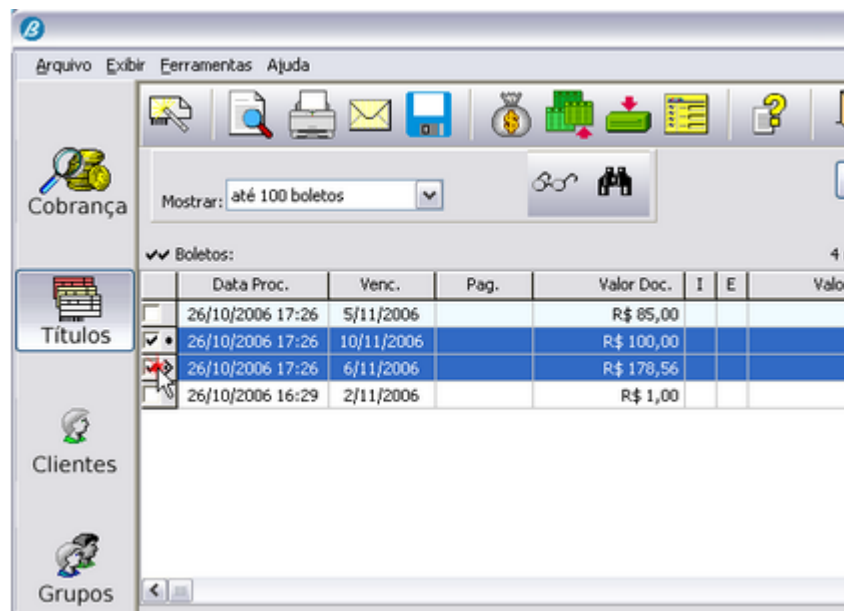 Arquivo Exibir Ferramentas Ajuda
Cobrança
Mostrar: até 100 boletos
Boletos: 4
Data Proc. Venc. Pag. Valor Doc. I E Valo
26/10/2006 17:26 5/11/2006 R$ 85,00
Títulos
26/10/2006 17:26 10/11/2006 R$ 100,00
26/10/2006 17:26 6/11/2006 R$ 178,56
26/10/2006 16:29 2/11/2006 R$ 1,00
Clientes
Grupos